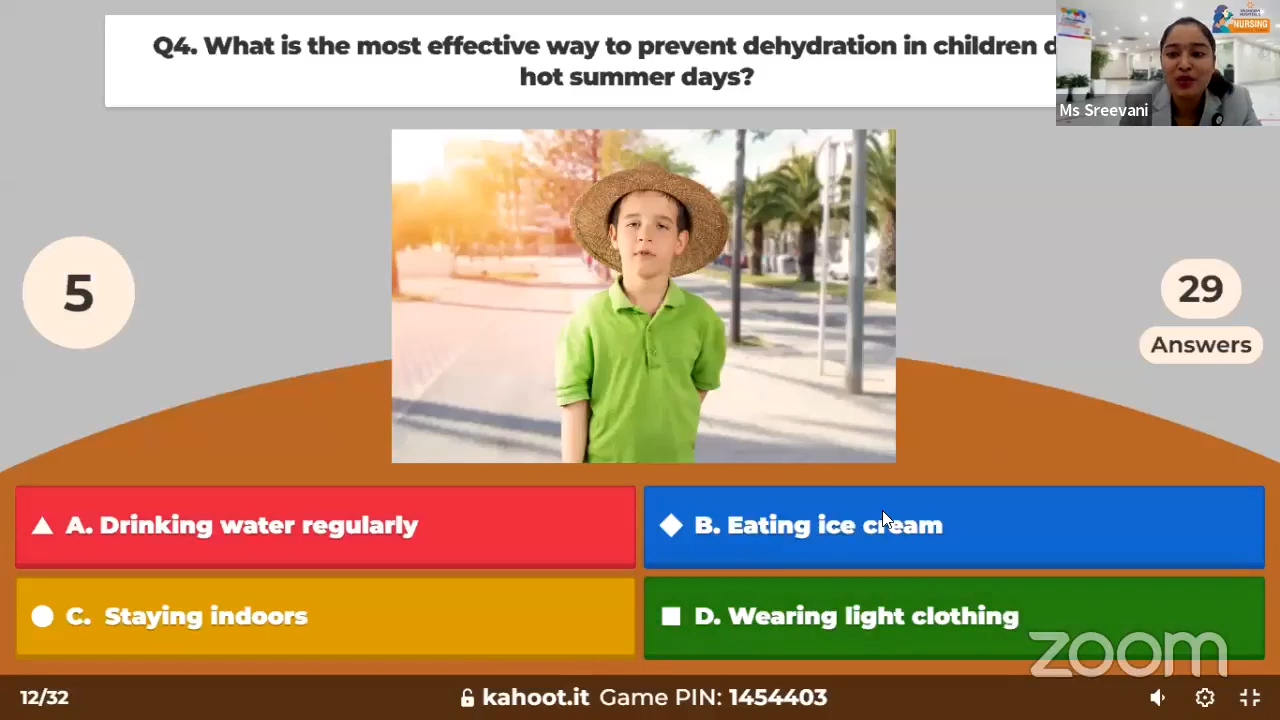 Q4. What is the most effective way to prevent dehydration in children
hot summer days?
NURSING
Ms Sreevani
5
29
Answers
A. Drinking water regularly
B. Eating ice cream
C. Staying indoors
D. Wearing light clothing
zoom
12/32
kahoot.it Game PIN: 1454403